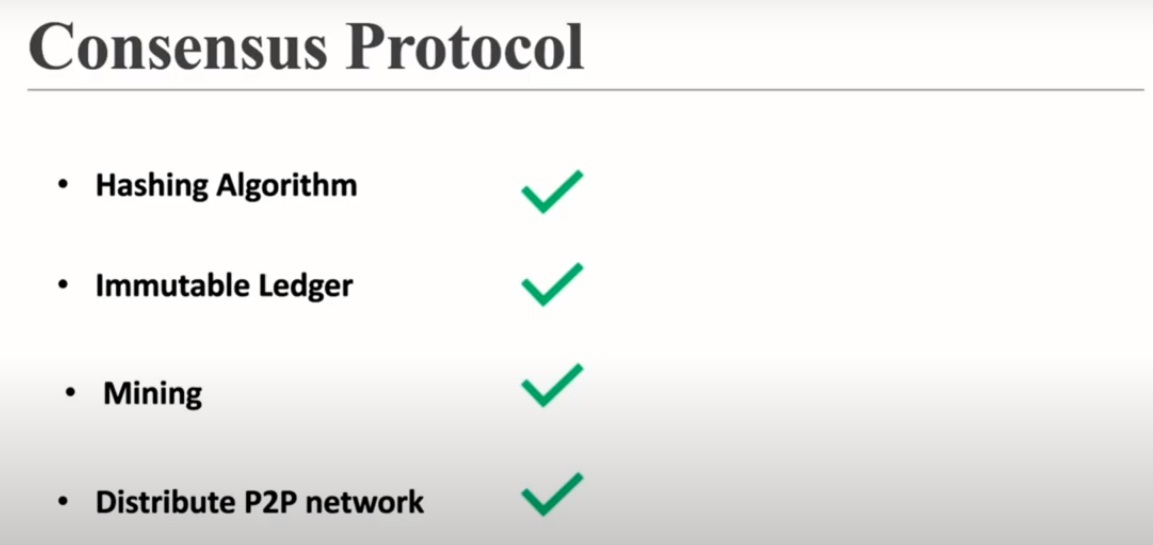 Consensus Protocol
• Hashing Algorithm
• Immutable Ledger
• Mining
• Distribute P2P network